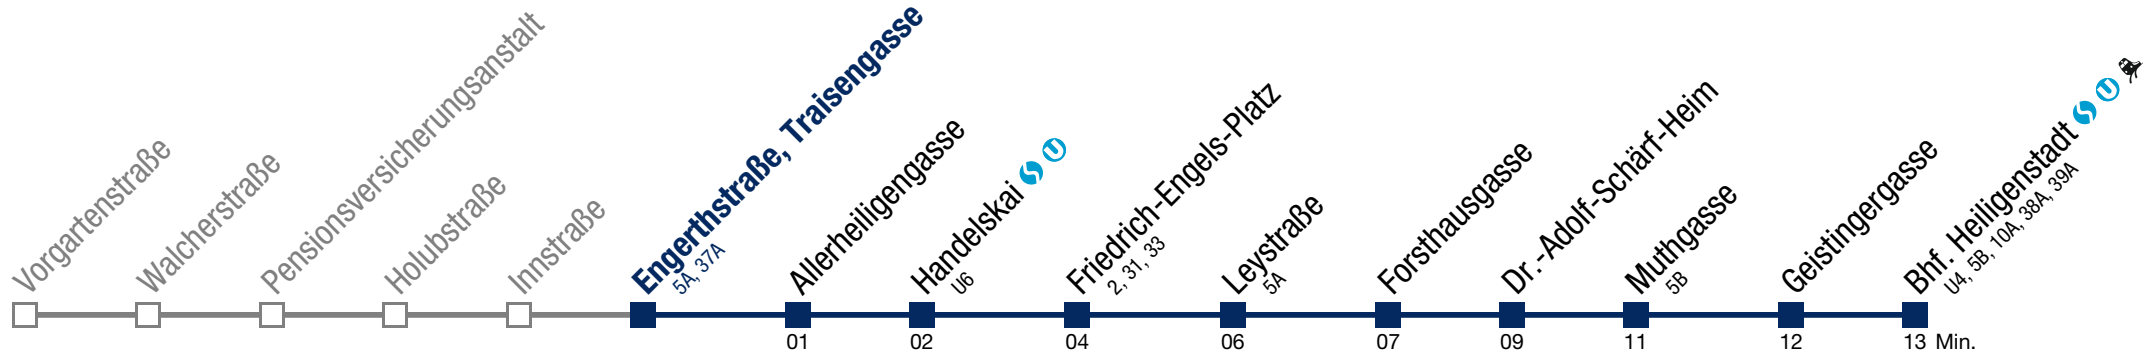 Vorgartenstraße
Walcherstraße
Pensionsversicherungsanstalt
Holubstraße
Innstraße
Engerthstraße, Traisengasse
5A, 37A
Allerheiligengasse
Handelskai
U6
Friedrich-Engels-Platz
2, 31, 33
Leystraße
5A
Forsthausgasse
Dr.-Adolf-Schärf-Heim
Muthgasse
5B
Geistingergasse
Bhf. Heiligenstadt
U4, 5B, 10A, 38A, 39A
01 02 04 06 07 09 11 12 13 Min.